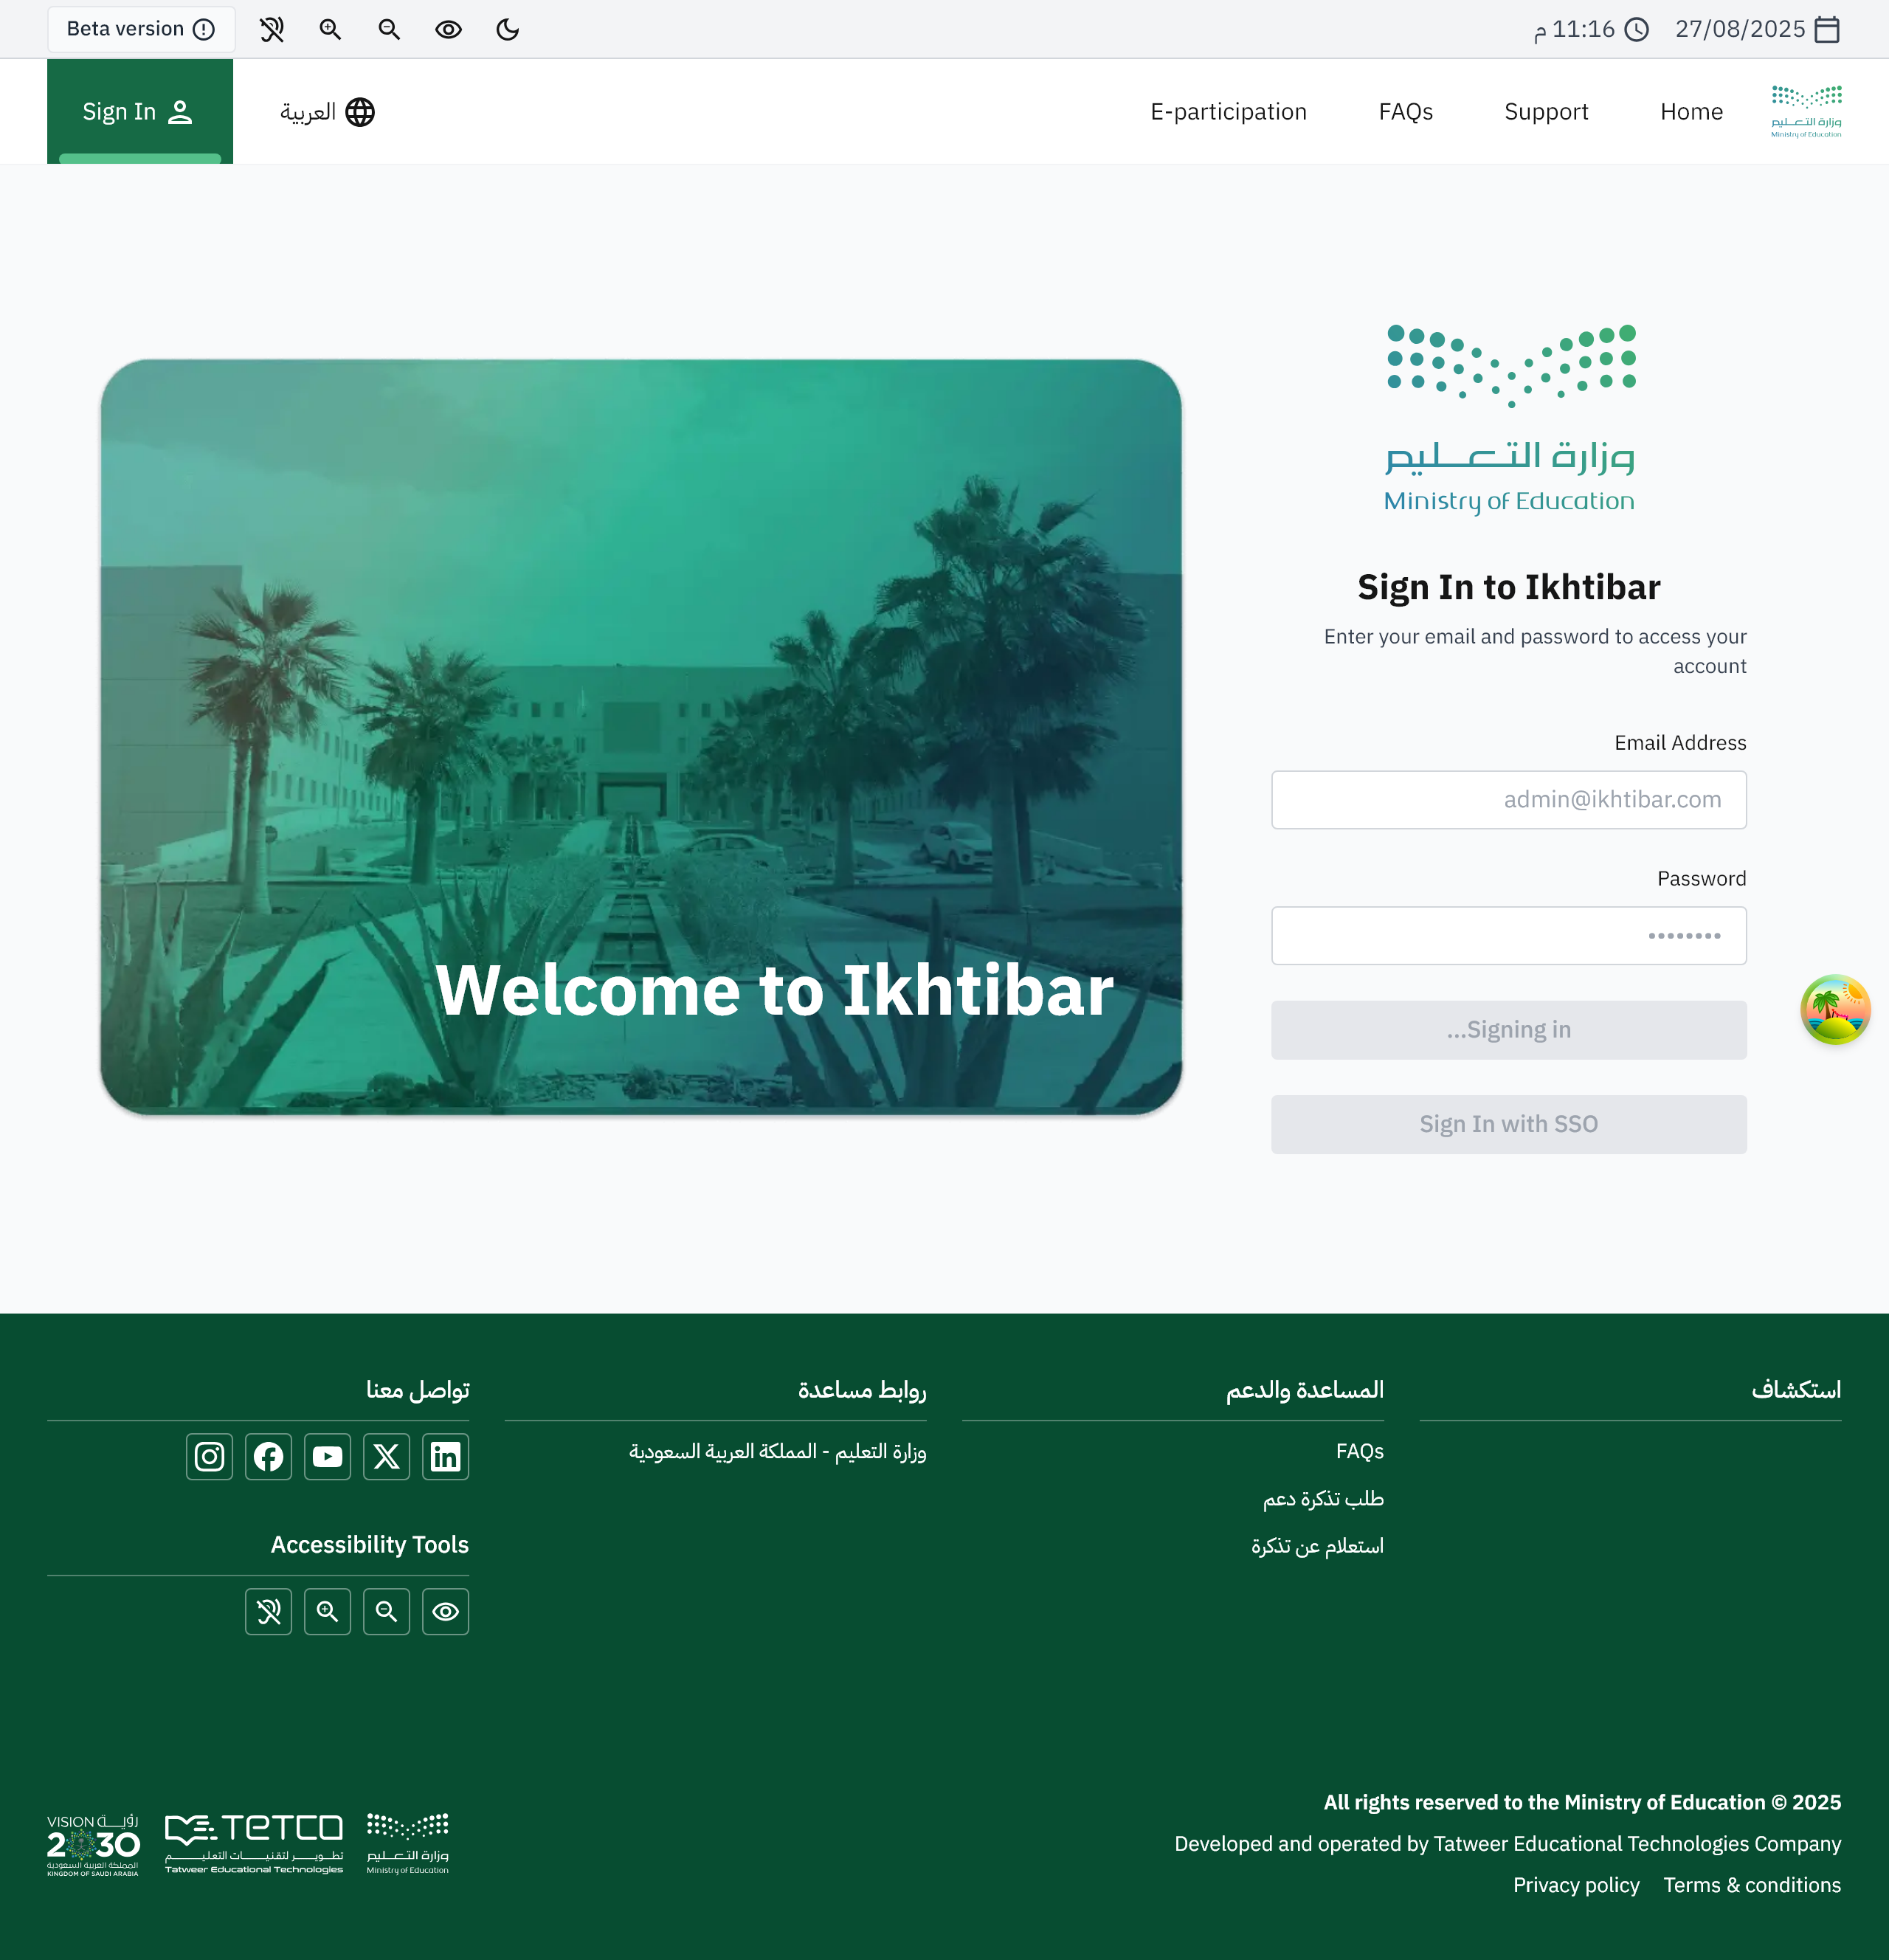 Beta version
27/08/2025
11:16 م
Sign In
العربية
E-participation
FAQs
Support
Home
وزارة التعليم
Ministry of Education
وزارة التعليم
Ministry of Education
Sign In to Ikhtibar
Enter your email and password to access your
account
Email Address
admin@ikhtibar.com
Password
...Signing in
Sign In with SSO
Welcome to Ikhtibar
استكشاف
المساعدة والدعم
FAQs
طلب تذكرة دعم
استعلام عن تذكرة
روابط مساعدة
وزارة التعليم - المملكة العربية السعودية
تواصل معنا
Accessibility Tools
All rights reserved to the Ministry of Education © 2025
Developed and operated by Tatweer Educational Technologies Company
Privacy policy
Terms & conditions
VISION رؤية
2030
المملكة العربية السعودية
KINGDOM OF SAUDI ARABIA
TETCO
تطوير لتقنيات التعليم
Tatweer Educational Technologies
وزارة التعليم
Ministry of Education